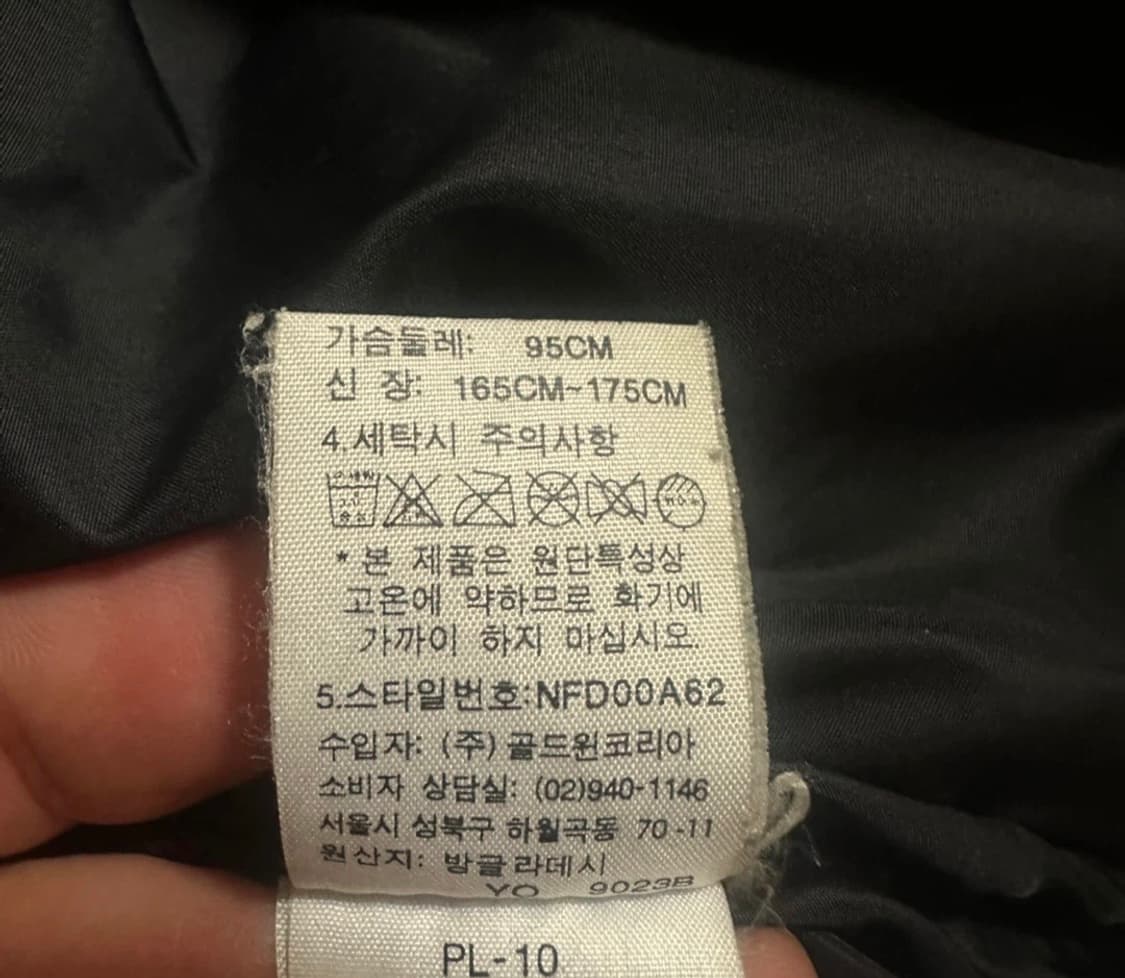 가슴둘레: 95CM
신 장: 165CM~175CM
4.세탁시 주의사항
* 본 제품은 원단특성상
고온에 약하므로 화기에
가까이 하지 마십시오.
5.스타일번호:NFD00A62
수입자: (주)골드윈코리아
소비자 상담실: (02)940-1146
서울시 성북구 하월곡동 70-11
원산지: 방글라데시
YO 9023B
PL-10